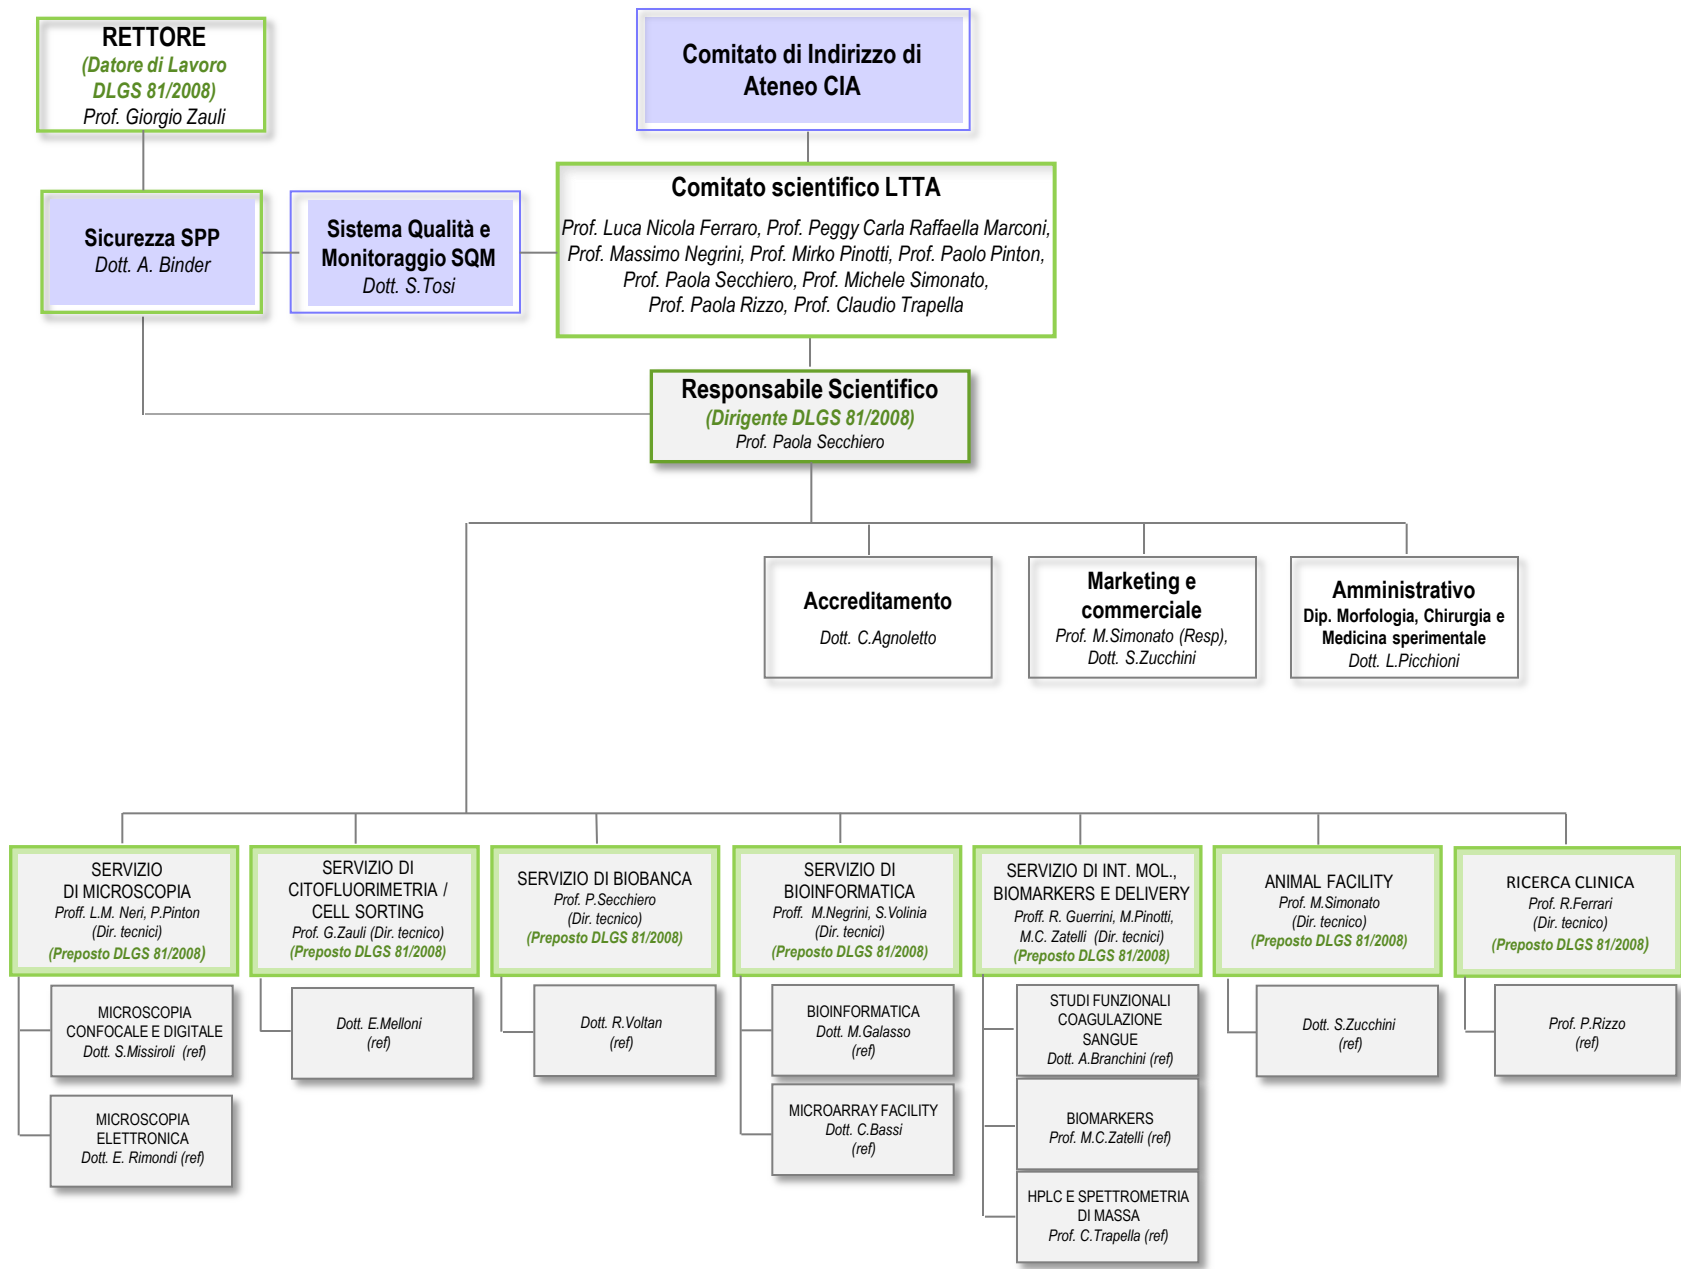 RETTORE
(Datore di Lavoro
DLGS 81/2008)
Prof. Giorgio Zauli
Comitato di Indirizzo di
Ateneo CIA
Sicurezza SPP
Dott. A. Binder
Sistema Qualità e
Monitoraggio SQM
Dott. S.Tosi
Comitato scientifico LTTA
Prof. Luca Nicola Ferraro, Prof. Peggy Carla Raffaella Marconi,
Prof. Massimo Negrini, Prof. Mirko Pinotti, Prof. Paolo Pinton,
Prof. Paola Secchiero, Prof. Michele Simonato,
Prof. Paola Rizzo, Prof. Claudio Trapella
Responsabile Scientifico
(Dirigente DLGS 81/2008)
Prof. Paola Secchiero
Accreditamento
Dott. C.Agnoletto
Marketing e
commerciale
Prof. M.Simonato (Resp),
Dott. S.Zucchini
Amministrativo
Dip. Morfologia, Chirurgia e
Medicina sperimentale
Dott. L.Picchioni
SERVIZIO
DI MICROSCOPIA
Proff. L.M. Neri, P.Pinton
(Dir. tecnici)
(Preposto DLGS 81/2008)
SERVIZIO DI
CITOFLUORIMETRIA /
CELL SORTING
Prof. G.Zauli (Dir. tecnico)
(Preposto DLGS 81/2008)
SERVIZIO DI BIOBANCA
Prof. P.Secchiero
(Dir. tecnico)
(Preposto DLGS 81/2008)
SERVIZIO DI
BIOINFORMATICA
Proff. M.Negrini, S.Volinia
(Dir. tecnici)
(Preposto DLGS 81/2008)
SERVIZIO DI INT. MOL.,
BIOMARKERS E DELIVERY
Proff. R. Guerrini, M.Pinotti,
M.C. Zatelli (Dir. tecnici)
(Preposto DLGS 81/2008)
ANIMAL FACILITY
Prof. M.Simonato
(Dir. tecnico)
(Preposto DLGS 81/2008)
RICERCA CLINICA
Prof. R.Ferrari
(Dir. tecnico)
(Preposto DLGS 81/2008)
MICROSCOPIA
CONFOCALE E DIGITALE
Dott. S.Missiroli (ref)
MICROSCOPIA
ELETTRONICA
Dott. E. Rimondi (ref)
Dott. E.Melloni
(ref)
Dott. R.Voltan
(ref)
BIOINFORMATICA
Dott. M.Galasso
(ref)
MICROARRAY FACILITY
Dott. C.Bassi
(ref)
STUDI FUNZIONALI
COAGULAZIONE
SANGUE
Dott. A.Branchini (ref)
BIOMARKERS
Prof. M.C.Zatelli (ref)
HPLC E SPETTROMETRIA
DI MASSA
Prof. C.Trapella (ref)
Dott. S.Zucchini
(ref)
Prof. P.Rizzo
(ref)